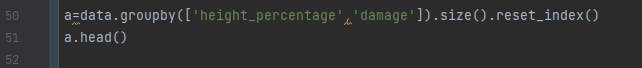 50 a=data.groupby(['height_percentage','damage']).size().reset_index()
51 a.head()
52